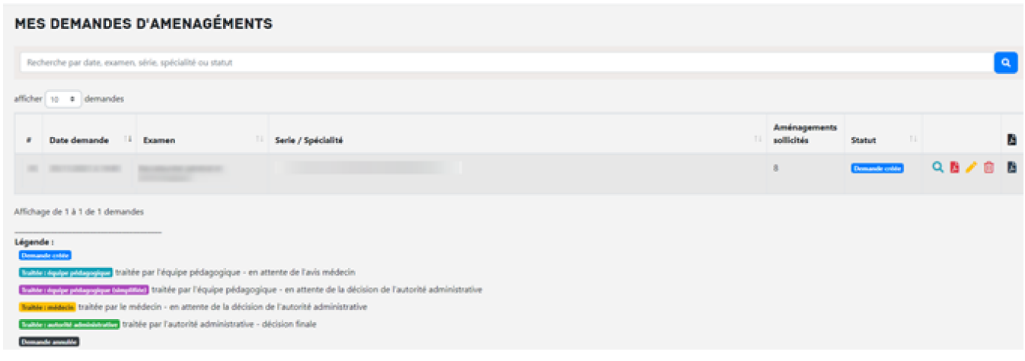 MES DEMANDES D'AMENAGÉMENTS
Recherche par date, examen, série, spécialité ou statut
afficher 10 demandes
# Date demande Examen Serie / Spécialité Aménagements sollicités Statut
8 Demande créée
Affichage de 1 à 1 de 1 demandes
Légende :
Demande créée
Traitée : équipe pédagogique traitée par l'équipe pédagogique - en attente de l'avis médecin
Traitée : équipe pédagogique (simplifiée) traitée par l'équipe pédagogique - en attente de la décision de l'autorité administrative
Traitée : médecin traitée par le médecin - en attente de la décision de l'autorité administrative
Traitée : autorité administrative traitée par l'autorité administrative - décision finale
Demande annulée